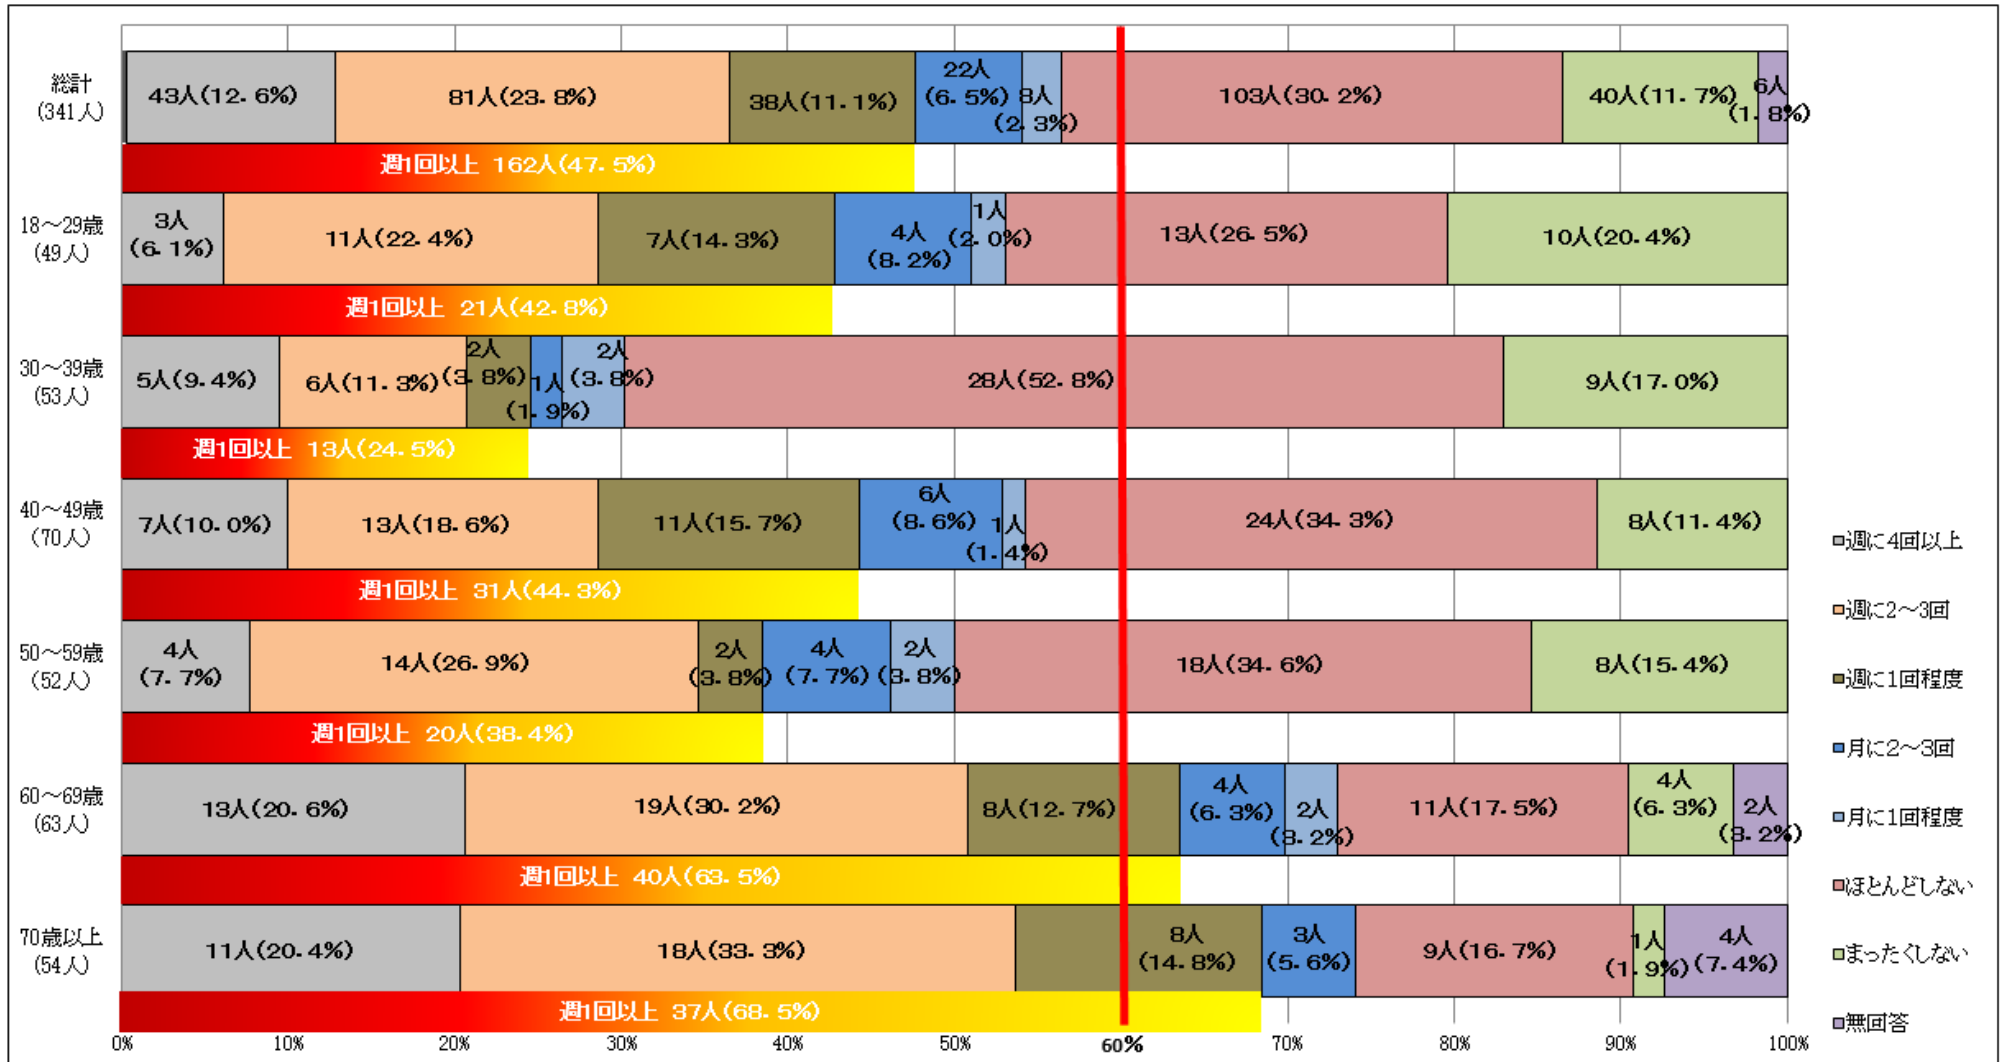 総計
(341人)
43人(12.6%)
81人(23.8%)
38人(11.1%)
22人
(6.5%)
8人
(2.3%)
103人(30.2%)
40人(11.7%)
6人
(1.8%)
週1回以上 162人(47.5%)
18～29歳
(49人)
3人
(6.1%)
11人(22.4%)
7人(14.3%)
4人
(8.2%)
1人
(2.0%)
13人(26.5%)
10人(20.4%)
週1回以上 21人(42.8%)
30～39歳
(53人)
5人(9.4%)
6人(11.3%)
2人
(3.8%)
1人
(1.9%)
2人
(3.8%)
28人(52.8%)
9人(17.0%)
週1回以上 13人(24.5%)
40～49歳
(70人)
7人(10.0%)
13人(18.6%)
11人(15.7%)
6人
(8.6%)
1人
(1.4%)
24人(34.3%)
8人(11.4%)
週1回以上 31人(44.3%)
50～59歳
(52人)
4人
(7.7%)
14人(26.9%)
2人
(3.8%)
4人
(7.7%)
2人
(3.8%)
18人(34.6%)
8人(15.4%)
週1回以上 20人(38.4%)
60～69歳
(63人)
13人(20.6%)
19人(30.2%)
8人(12.7%)
4人
(6.3%)
2人
(3.2%)
11人(17.5%)
4人
(6.3%)
2人
(3.2%)
週1回以上 40人(63.5%)
70歳以上
(54人)
11人(20.4%)
18人(33.3%)
8人
(14.8%)
3人
(5.6%)
9人(16.7%)
1人
(1.9%)
4人
(7.4%)
週1回以上 37人(68.5%)
0%
10%
20%
30%
40%
50%
60%
70%
80%
90%
100%
週に4回以上
週に2～3回
週に1回程度
月に2～3回
月に1回程度
ほとんどしない
まったくしない
無回答